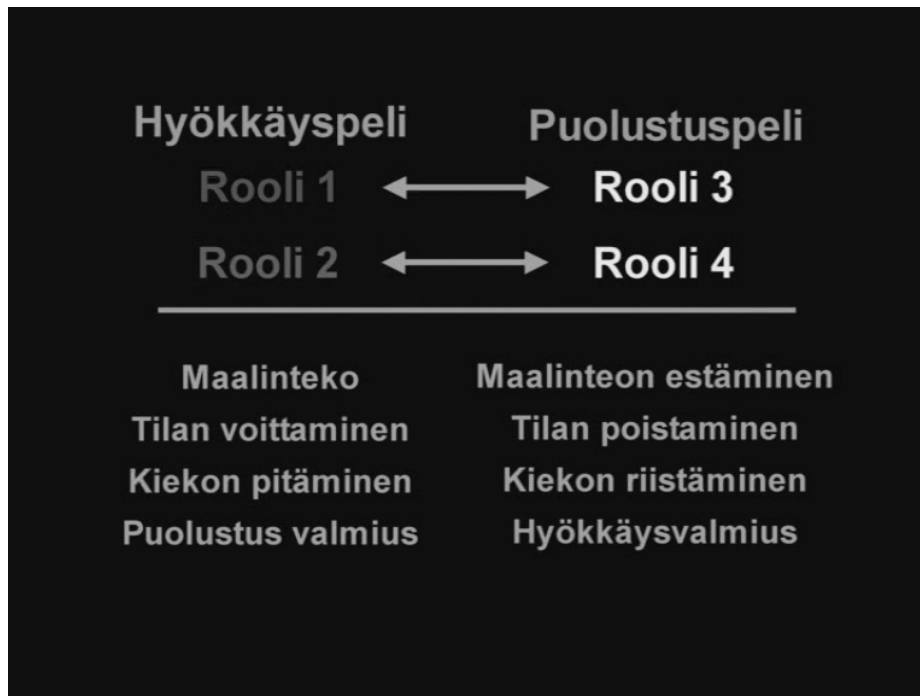 Hyökkäyspeli Puolustuspeli
Rooli 1 Rooli 3
Rooli 2 Rooli 4
Maalinteko Maalinteon estäminen
Tilan voittaminen Tilan poistaminen
Kiekon pitäminen Kiekon riistäminen
Puolustus valmius Hyökkäysvalmius